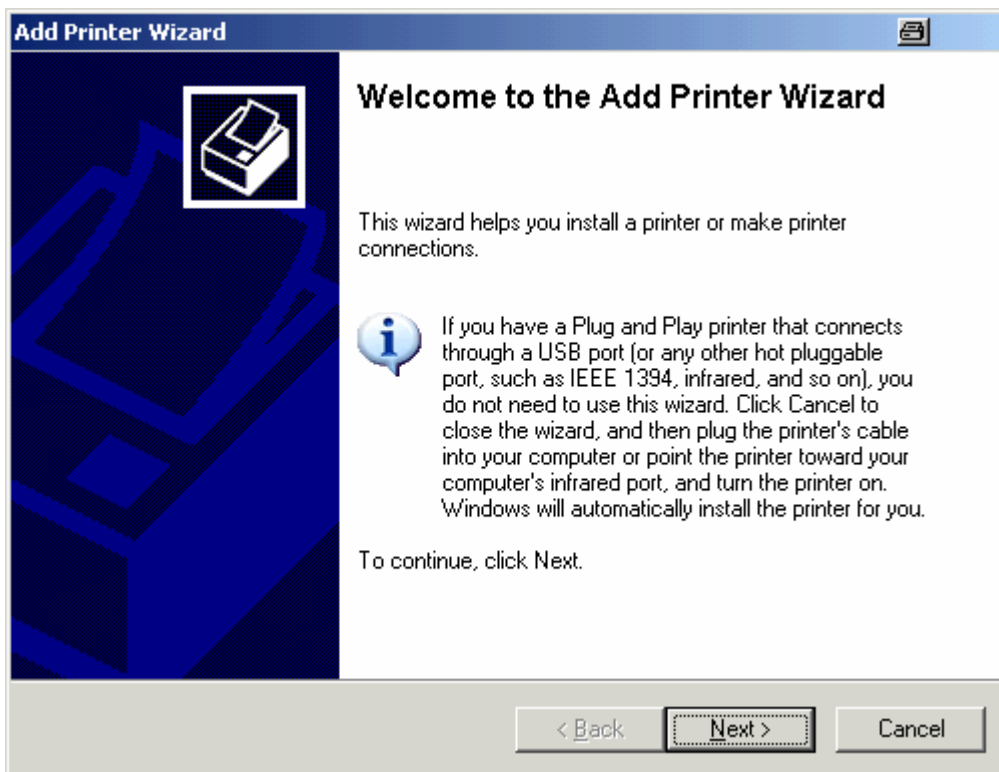 Add Printer Wizard
Welcome to the Add Printer Wizard
This wizard helps you install a printer or make printer
connections.
If you have a Plug and Play printer that connects
through a USB port (or any other hot pluggable
port, such as IEEE 1394, infrared, and so on), you
do not need to use this wizard. Click Cancel to
close the wizard, and then plug the printer's cable
into your computer or point the printer toward your
computer's infrared port, and turn the printer on.
Windows will automatically install the printer for you.
To continue, click Next.
< Back Next > Cancel